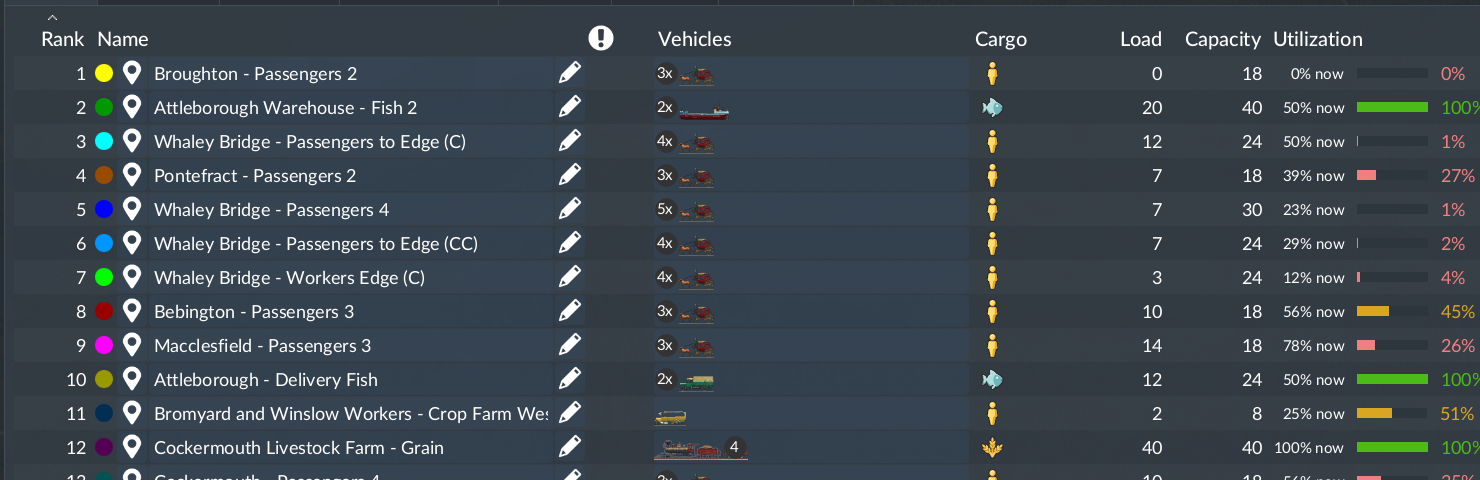 Rank Name Vehicles Cargo Load Capacity Utilization
1 Broughton - Passengers 2 3x 0 18 0% now 0%
2 Attleborough Warehouse - Fish 2 2x 20 40 50% now 100%
3 Whaley Bridge - Passengers to Edge (C) 4x 12 24 50% now 1%
4 Pontefract - Passengers 2 3x 7 18 39% now 27%
5 Whaley Bridge - Passengers 4 5x 7 30 23% now 1%
6 Whaley Bridge - Passengers to Edge (CC) 4x 7 24 29% now 2%
7 Whaley Bridge - Workers Edge (C) 4x 3 24 12% now 4%
8 Bebington - Passengers 3 3x 10 18 56% now 45%
9 Macclesfield - Passengers 3 3x 14 18 78% now 26%
10 Attleborough - Delivery Fish 2x 12 24 50% now 100%
11 Bromyard and Winslow Workers - Crop Farm Wes 2 8 25% now 51%
12 Cockermouth Livestock Farm - Grain 4 40 40 100% now 100%